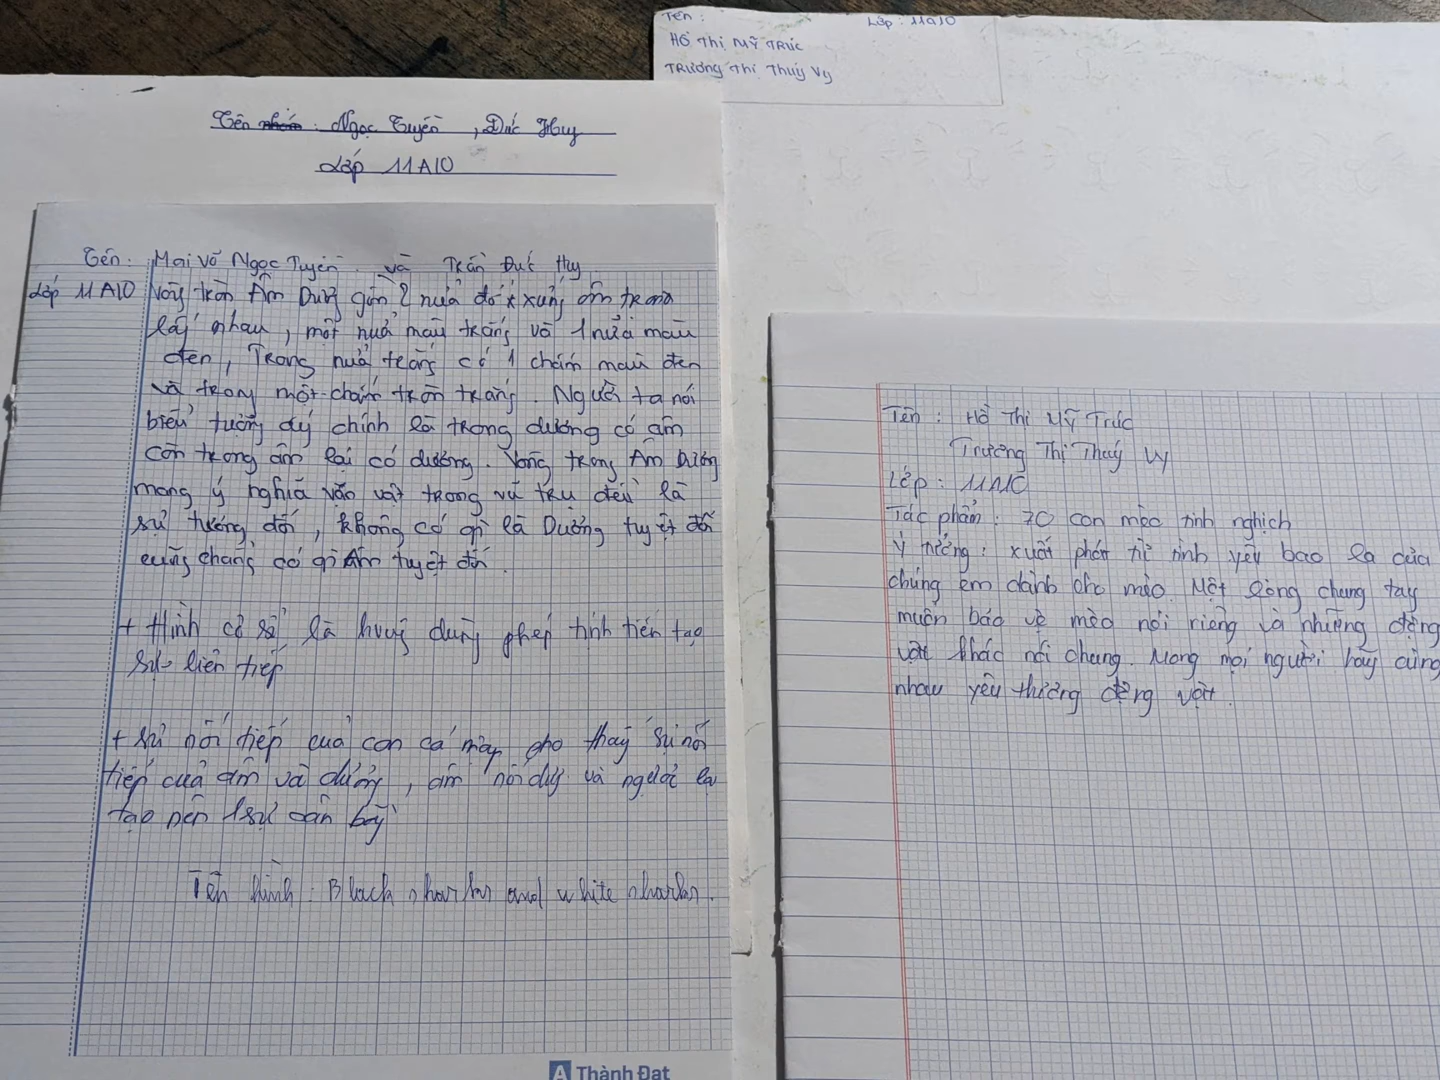 Tên : Lớp : 11A10
Hồ Thị Mỹ Trúc
Trương Thị Thuý Vy
Tên : Ngọc Tuyền , Đức Huy
Lớp 11A10
Tên : Mai Võ Ngọc Tuyền và Trần Đức Huy
Lớp 11A10 Vòng tròn Âm Dương gồm 2 nửa đối xứng ôm trong
lấy nhau , một nửa màu trắng và 1 nửa màu
đen , Trong nửa trắng có 1 chấm màu đen
và trong một chấm tròn trắng . Người ta nói
biểu tượng ấy chính là trong dương có âm
còn trong âm lại có dương . Vòng trong Âm Dương
mang ý nghĩa vạn vật trong vũ trụ đều là
sự tương đối , không có gì là Dương tuyệt đối
cũng chẳng có gì Âm tuyệt đối .
+ Hình cơ sở là hướng dùng phép tịnh tiến tạo
sự liên tiếp
+ Sự nối tiếp của con cá mập cho thấy sự nối
tiếp của âm và dương , âm nối dương và ngược lại
tạo nên 1 sự cân bằng
Tên hình : Black sharks and white sharks .
Tên : Hồ Thị Mỹ Trúc
Trương Thị Thuý Vy
Lớp : 11A10
Tác phẩm : 70 con mèo tinh nghịch
Ý tưởng : xuất phát từ tình yêu bao la của
chúng em dành cho mèo. Một lòng chung tay
muốn bảo vệ mèo nói riêng và những động
vật khác nói chung. Mong mọi người hãy cùng
nhau yêu thương động vật .
A Thành Đạt